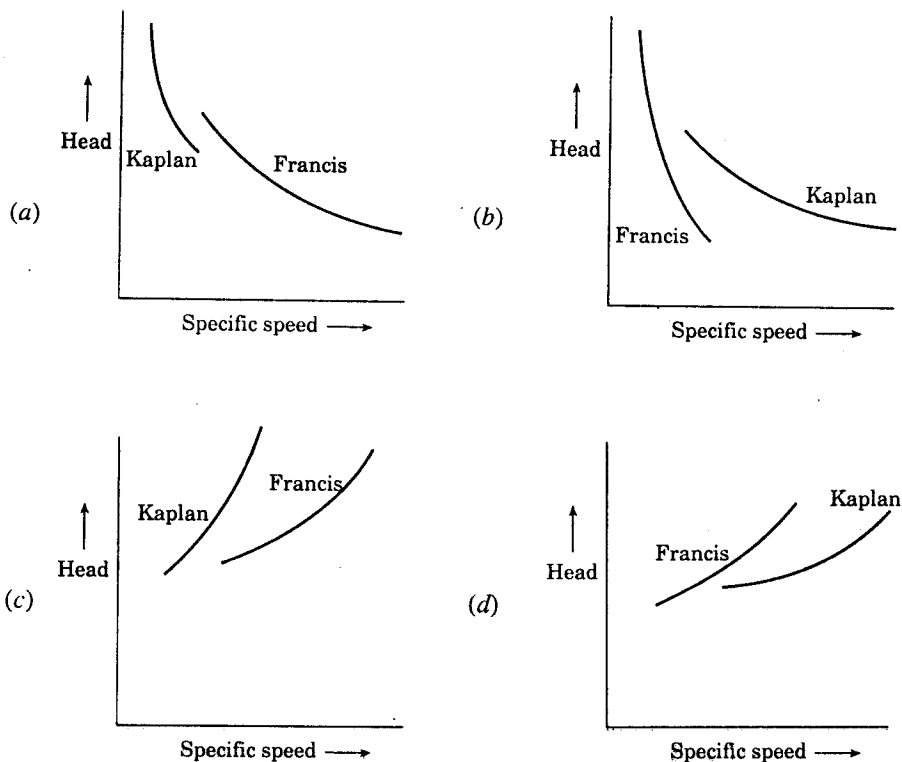 Head
Kaplan
Francis
(a)
Specific speed
Head
Francis
Kaplan
(b)
Specific speed
Kaplan
Francis
Head
(c)
Specific speed
Kaplan
Francis
Head
(d)
Specific speed